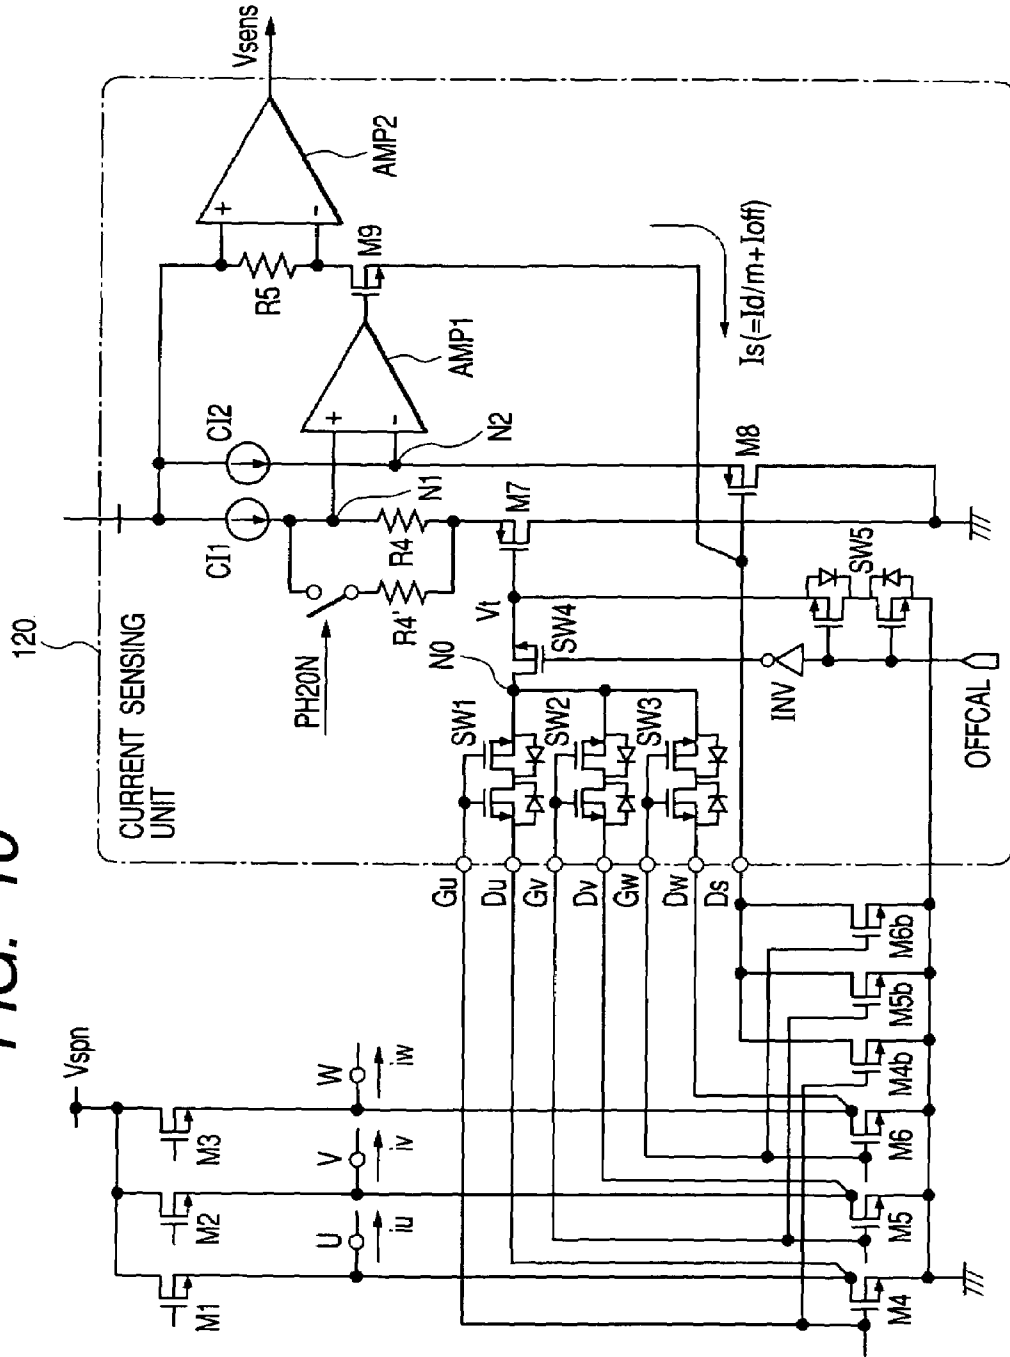 FIG. 10
120
CURRENT SENSING
UNIT
Vspn
M1
M2
M3
U
V
W
iu
iv
iw
M4
M5
M6
M4b
M5b
M6b
Gu
Du
Gv
Dv
Gw
Dw
Ds
SW1
SW2
SW3
N0
SW4
Vt
PH20N
R4'
R4
CI1
CI2
N1
N2
AMP1
M7
M8
M9
R5
AMP2
Vsens
Is(=Id/m+Ioff)
INV
SW5
OFFCAL